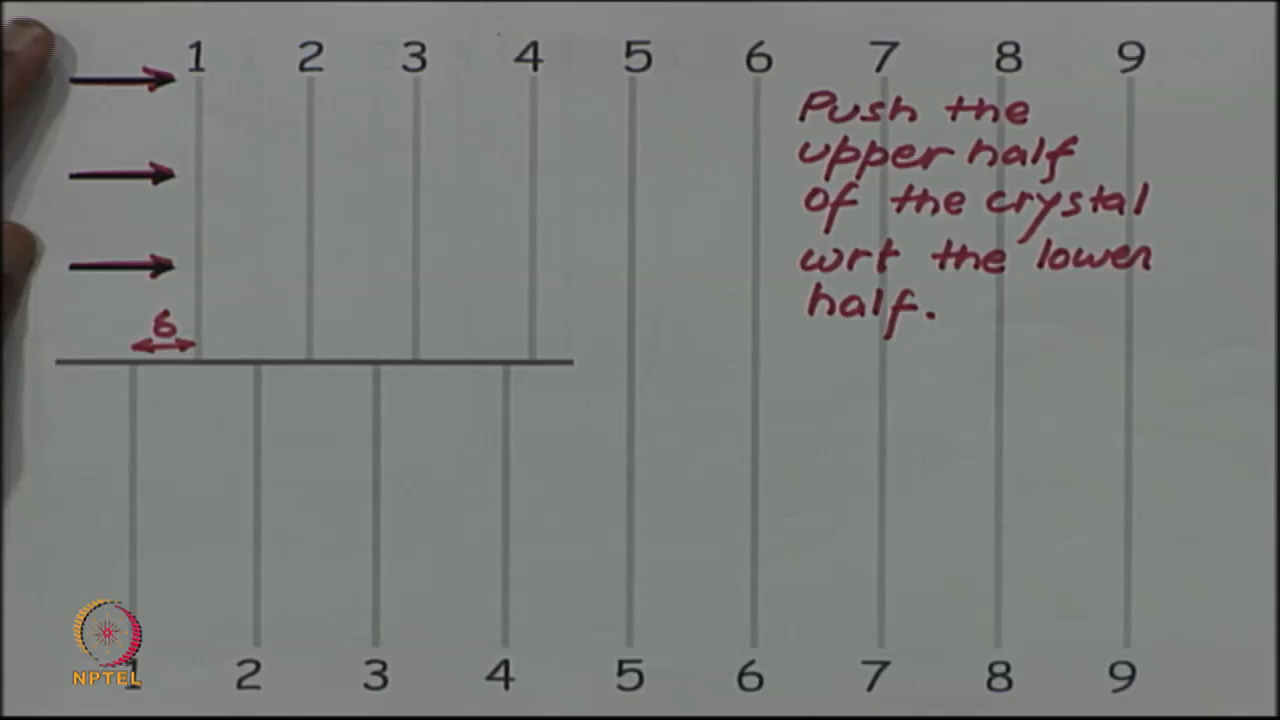 1 2 3 4 5 6 7 8 9
Push the
upper half
of the crystal
wrt the lower
half.
6
1 2 3 4 5 6 7 8 9
NPTEL